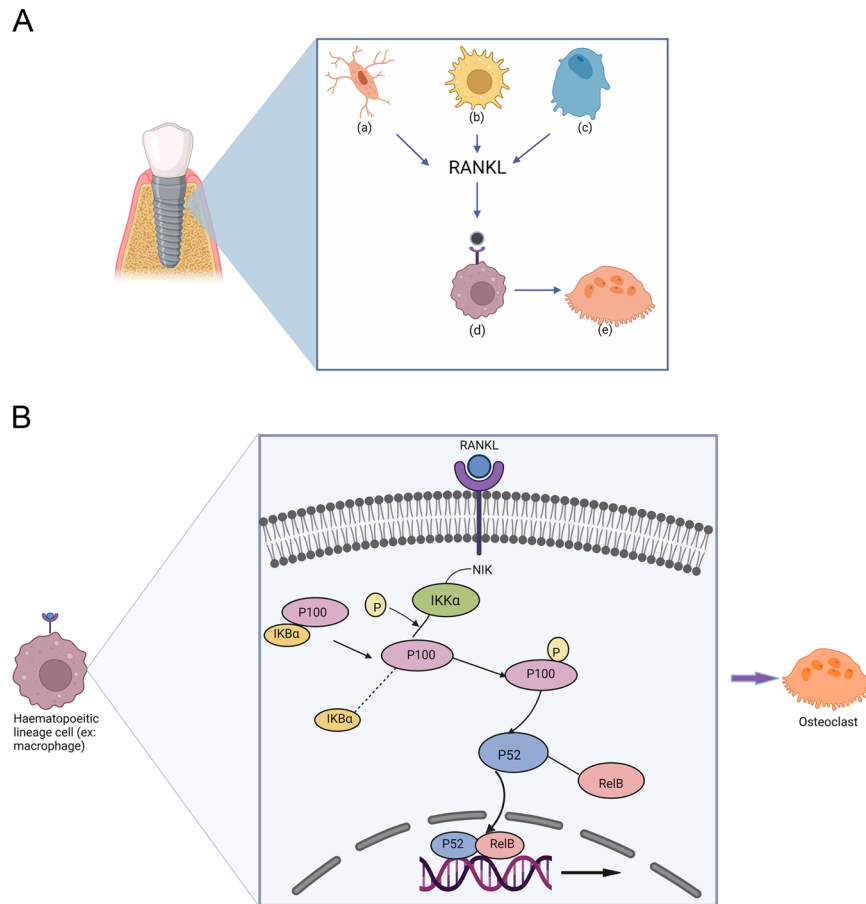 A
(a)
(b)
(c)
RANKL
(d)
(e)
B
RANKL
NIK
IKKα
P
P100
IKBα
P100
P
P100
IKBα
P52
RelB
P52
RelB
Haematopoeitic
lineage cell (ex:
macrophage)
Osteoclast